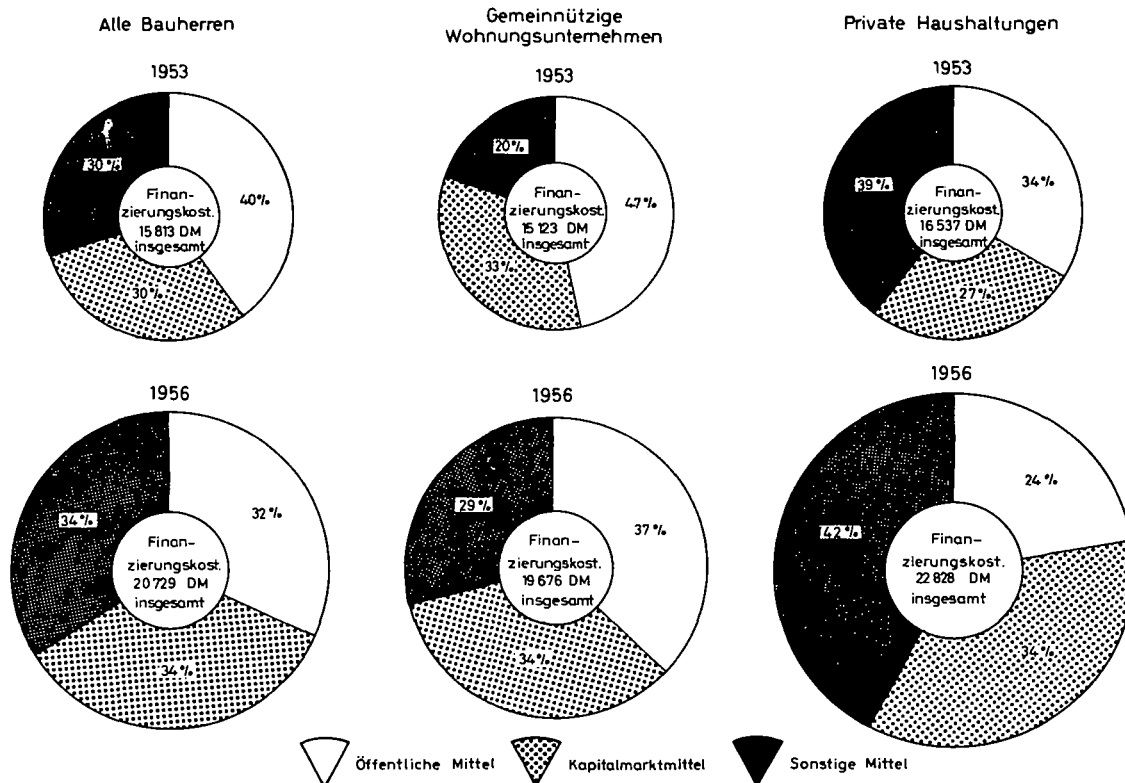 Alle Bauherren
1953
30%
40%
30%
Finan-
zierungskost.
15 813 DM
insgesamt
Gemeinnützige
Wohnungsunternehmen
1953
20%
47%
33%
Finan-
zierungskost.
15 123 DM
insgesamt
Private Haushaltungen
1953
39%
34%
27%
Finan-
zierungskost.
16 537 DM
insgesamt
1956
34%
32%
34%
Finan-
zierungskost.
20 729 DM
insgesamt
1956
29%
37%
34%
Finan-
zierungskost.
19 676 DM
insgesamt
1956
42%
24%
34%
Finan-
zierungskost.
22 828 DM
insgesamt
Öffentliche Mittel
Kapitalmarktmittel
Sonstige Mittel